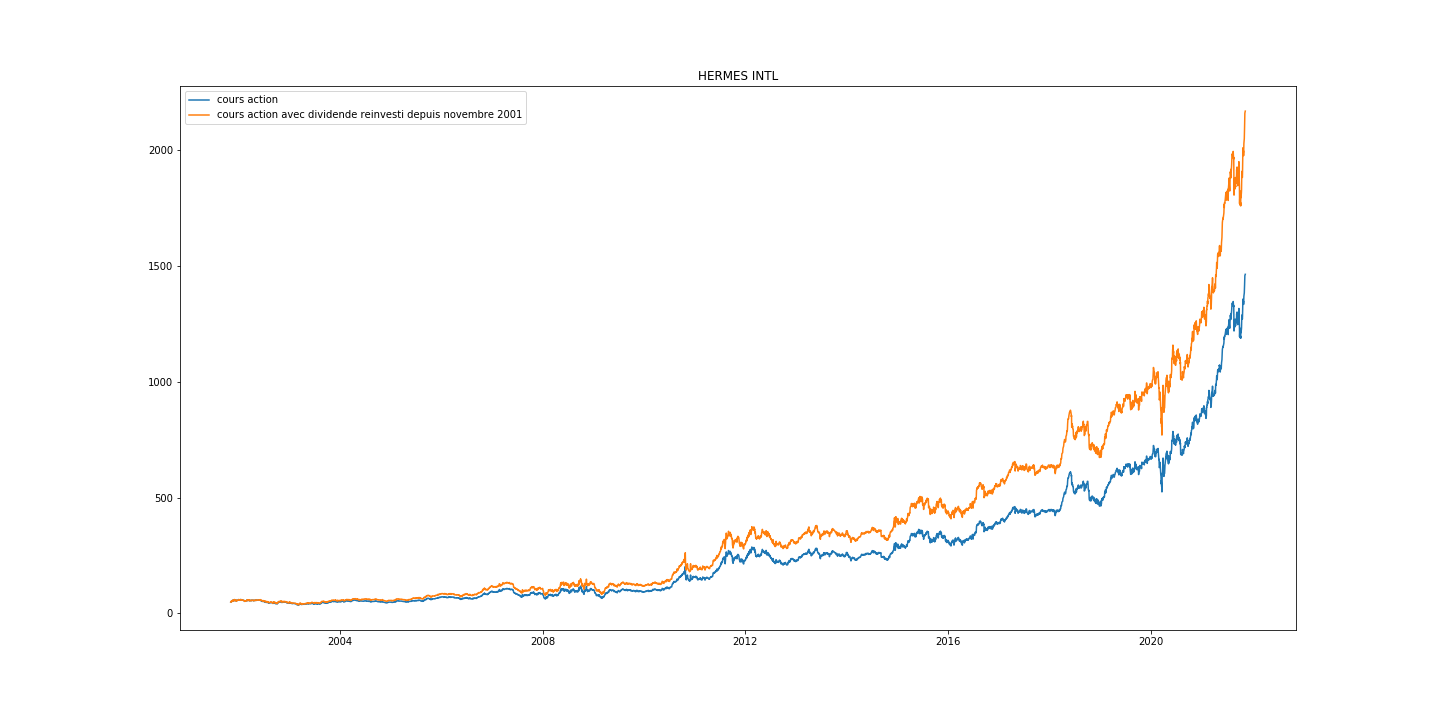 HERMES INTL
cours action
cours action avec dividende reinvesti depuis novembre 2001
2000
1500
1000
500
0
2004 2008 2012 2016 2020